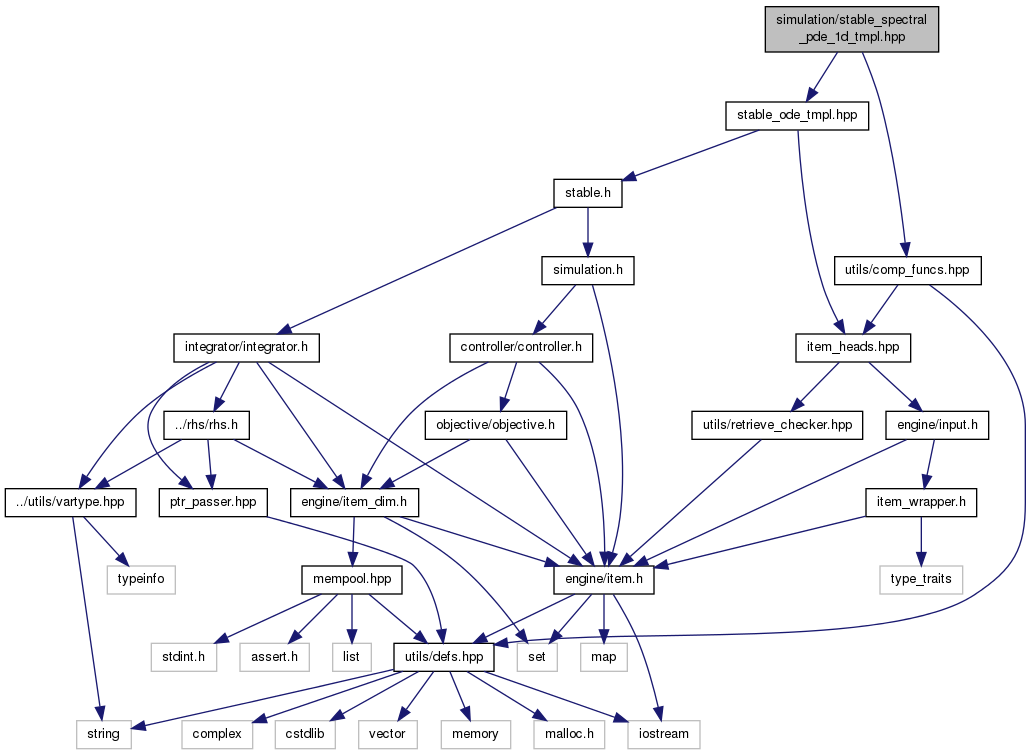 simulation/stable_spectral
_pde_1d_tmpl.hpp
stable_ode_tmpl.hpp
stable.h
simulation.h
utils/comp_funcs.hpp
integrator/integrator.h
controller/controller.h
item_heads.hpp
../rhs/rhs.h
objective/objective.h
utils/retrieve_checker.hpp
engine/input.h
../utils/vartype.hpp
ptr_passer.hpp
engine/item_dim.h
item_wrapper.h
typeinfo
mempool.hpp
engine/item.h
type_traits
stdint.h
assert.h
list
utils/defs.hpp
set
map
string
complex
cstdlib
vector
memory
malloc.h
iostream